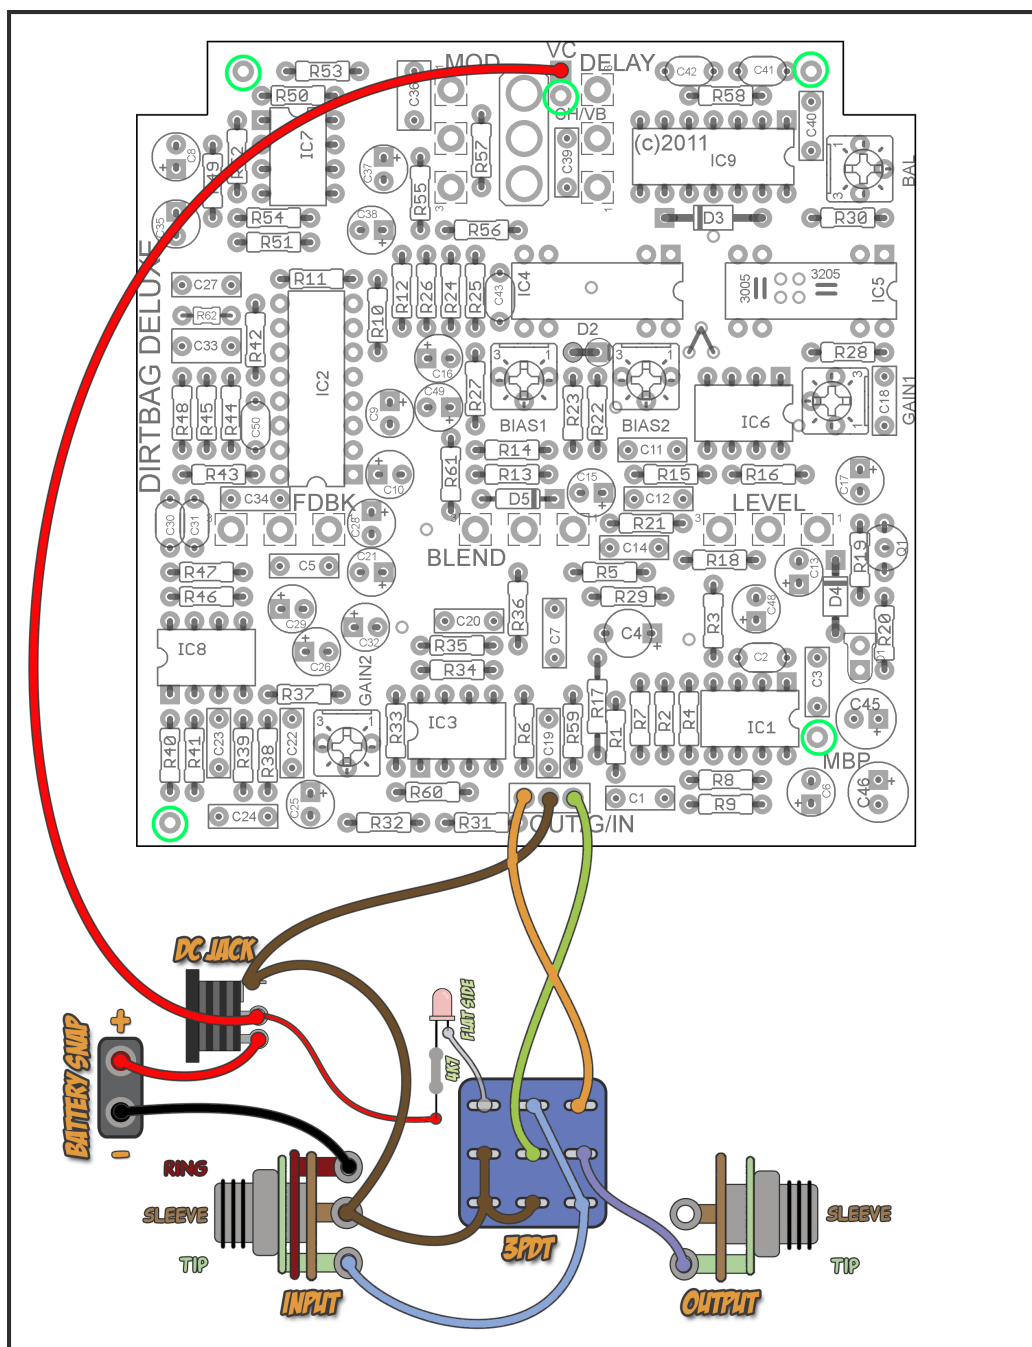 VC
MOD
DELAY
R53
C36
C42
C41
R50
R58
C40
CH/VB
IC7
(c)2011
IC9
C8
R52
R49
R57
C39
C37
R55
BAL
C35
R54
C38
R56
D3
R30
R51
DIRTBAG DELUXE
C27
R11
R12
R26
R24
R25
C43
IC4
3005
3205
IC5
R62
R10
R42
C33
D2
R28
C16
IC2
R27
3 1
3 1
GAIN1
C18
R48
R45
R44
C50
C9
C49
BIAS1
R23
R22
BIAS2
IC6
R14
C11
R43
C10
R61
R13
C15
R15
R16
C17
C34
FDBK
D5
C12
LEVEL
C30
C31
C28
BLEND
R21
C14
R19
Q1
C5
C21
R18
C13
R47
R5
D4
R46
C29
R36
R29
C48
C32
C20
C7
C4
R3
R20
IC8
C26
R35
C2
C3
R34
GAIN2
R37
R33
IC3
R17
R7
R2
R4
IC1
C45
R40
R41
C23
R39
R38
C22
R6
C19
R59
R1
MBP
R60
C1
R8
C6
C46
C25
R9
C24
R32
R31
OUT/G/IN
DC JACK
FLAT SIDE
4K7
BATTERY SNAP
+
-
RING
SLEEVE
TIP
INPUT
3PDT
SLEEVE
TIP
OUTPUT